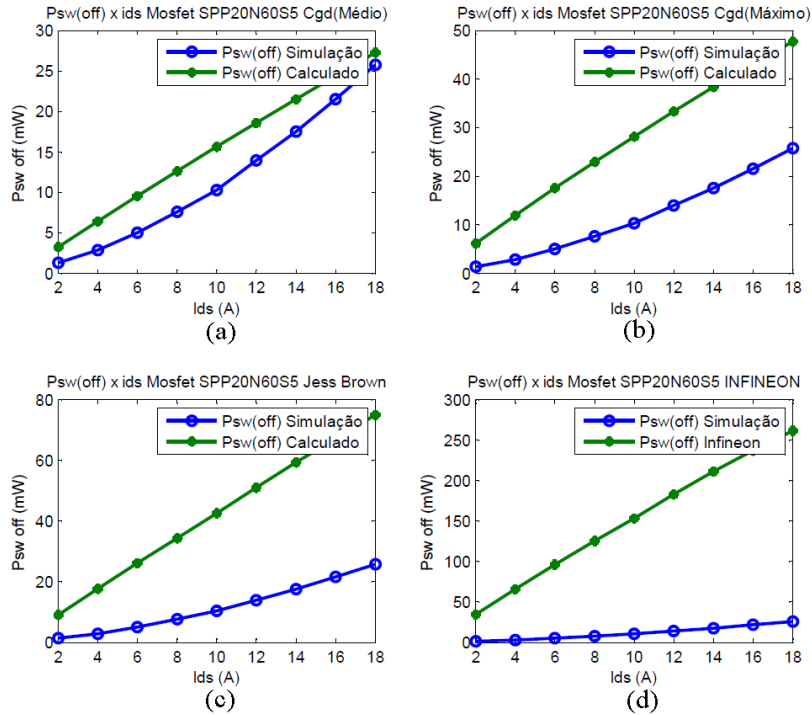 Psw(off) x ids Mosfet SPP20N60S5 Cgd(Médio)
30
25
20
15
10
5
0
Psw off (mW)
Psw(off) Simulação
Psw(off) Calculado
2 4 6 8 10 12 14 16 18
Ids (A)
(a)
Psw(off) x ids Mosfet SPP20N60S5 Cgd(Máximo)
50
40
30
20
10
0
Psw off (mW)
Psw(off) Simulação
Psw(off) Calculado
2 4 6 8 10 12 14 16 18
Ids (A)
(b)
Psw(off) x ids Mosfet SPP20N60S5 Jess Brown
80
60
40
20
0
Psw off (mW)
Psw(off) Simulação
Psw(off) Calculado
2 4 6 8 10 12 14 16 18
Ids (A)
(c)
Psw(off) x ids Mosfet SPP20N60S5 INFINEON
300
250
200
150
100
50
0
Psw off (mW)
Psw(off) Simulação
Psw(off) Infineon
2 4 6 8 10 12 14 16 18
Ids (A)
(d)